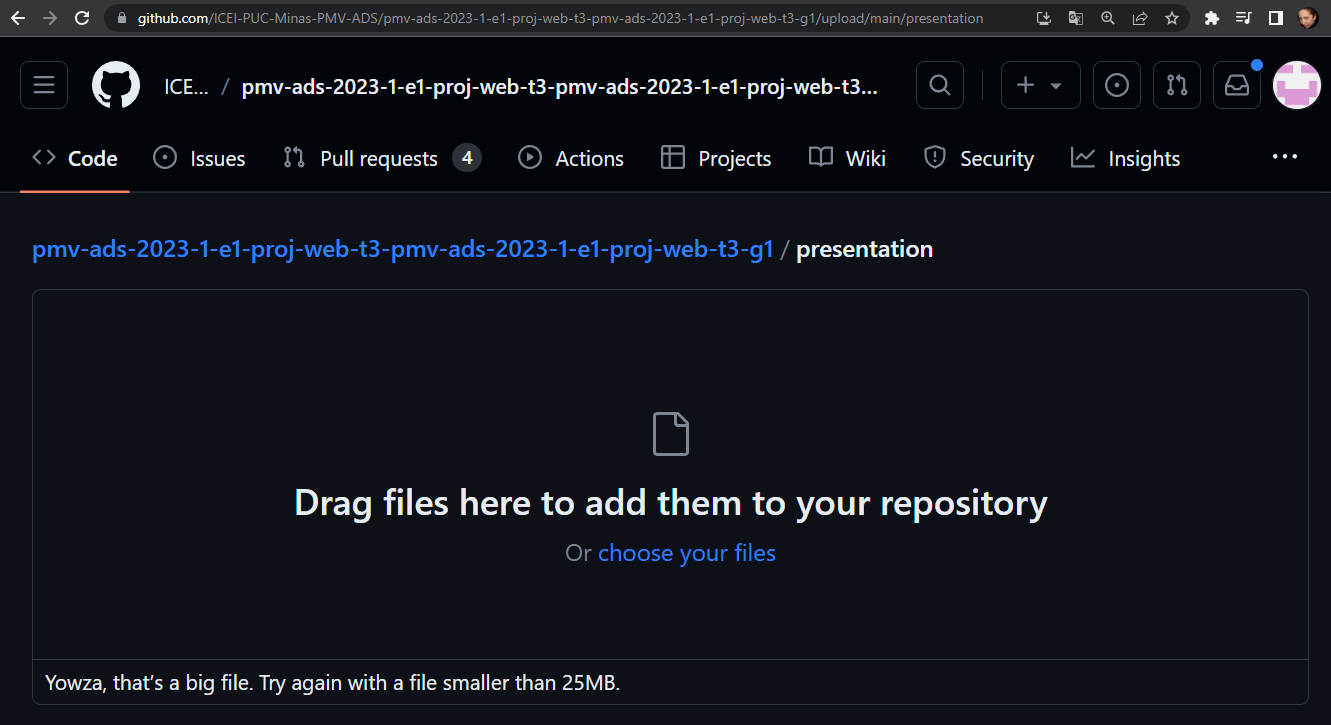 github.com/ICEI-PUC-Minas-PMV-ADS/pmv-ads-2023-1-e1-proj-web-t3-pmv-ads-2023-1-e1-proj-web-t3-g1/upload/main/presentation
ICE... / pmv-ads-2023-1-e1-proj-web-t3-pmv-ads-2023-1-e1-proj-web-t3...
Code Issues Pull requests 4 Actions Projects Wiki Security Insights
pmv-ads-2023-1-e1-proj-web-t3-pmv-ads-2023-1-e1-proj-web-t3-g1 / presentation
Drag files here to add them to your repository
Or choose your files
Yowza, that’s a big file. Try again with a file smaller than 25MB.